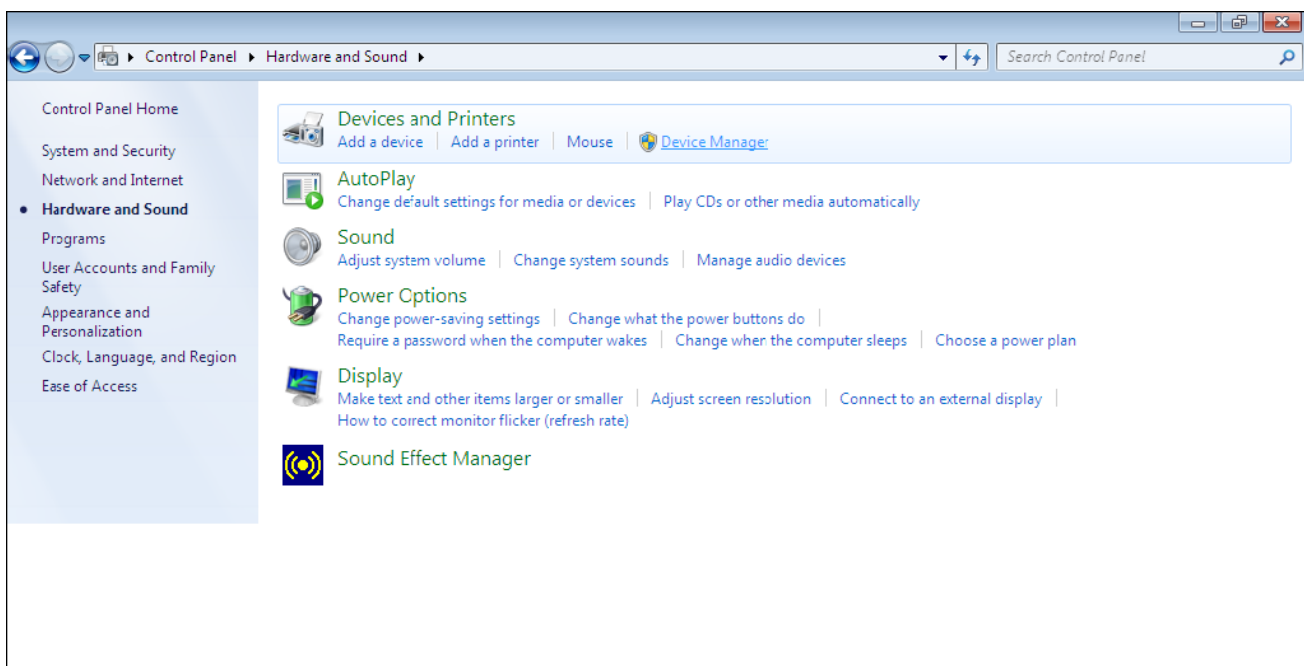 Control Panel Hardware and Sound
Search Control Panel
Control Panel Home
System and Security
Network and Internet
Hardware and Sound
Programs
User Accounts and Family
Safety
Appearance and
Personalization
Clock, Language, and Region
Ease of Access
Devices and Printers
Add a device Add a printer Mouse Device Manager
AutoPlay
Change default settings for media or devices Play CDs or other media automatically
Sound
Adjust system volume Change system sounds Manage audio devices
Power Options
Change power-saving settings Change what the power buttons do
Require a password when the computer wakes Change when the computer sleeps Choose a power plan
Display
Make text and other items larger or smaller Adjust screen resolution Connect to an external display
How to correct monitor flicker (refresh rate)
Sound Effect Manager